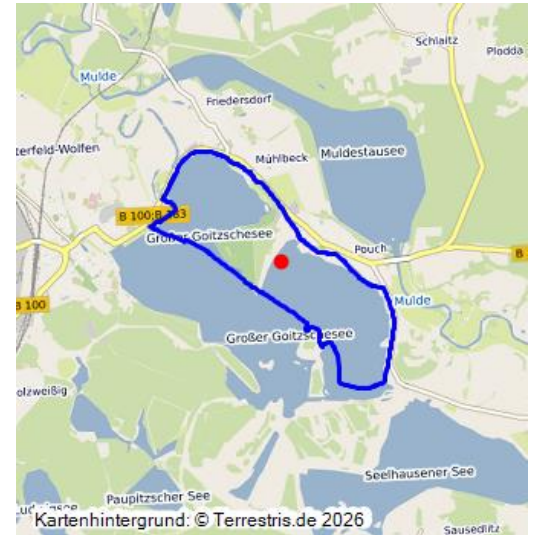 Schlaitz
Plodda
Mulde
Friedersdorf
terfeld-Wolfen
Mühlbeck
Muldestausee
B 100;B 183
Großer Goitzschesee
Pouch
B
B 100
Mulde
Großer Goitzschesee
olzweißig
Seelhausener See
Paupitzscher See
Kartenhintergrund: © Terrestris.de 2026
Sausedlitz